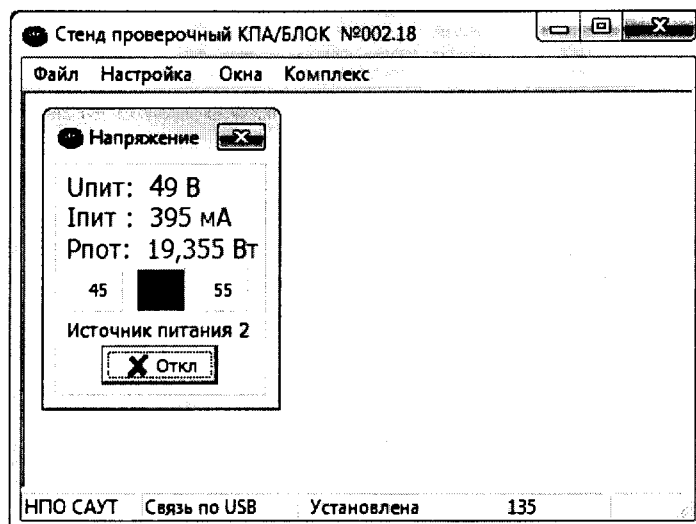 Стенд проверочный КПА/БЛОК №002.18
Файл Настройка Окна Комплекс
Напряжение
Uпит: 49 В
Iпит : 395 мА
Pпот: 19,355 Вт
45 55
Источник питания 2
Откл
НПО САУТ Связь по USB Установлена 135